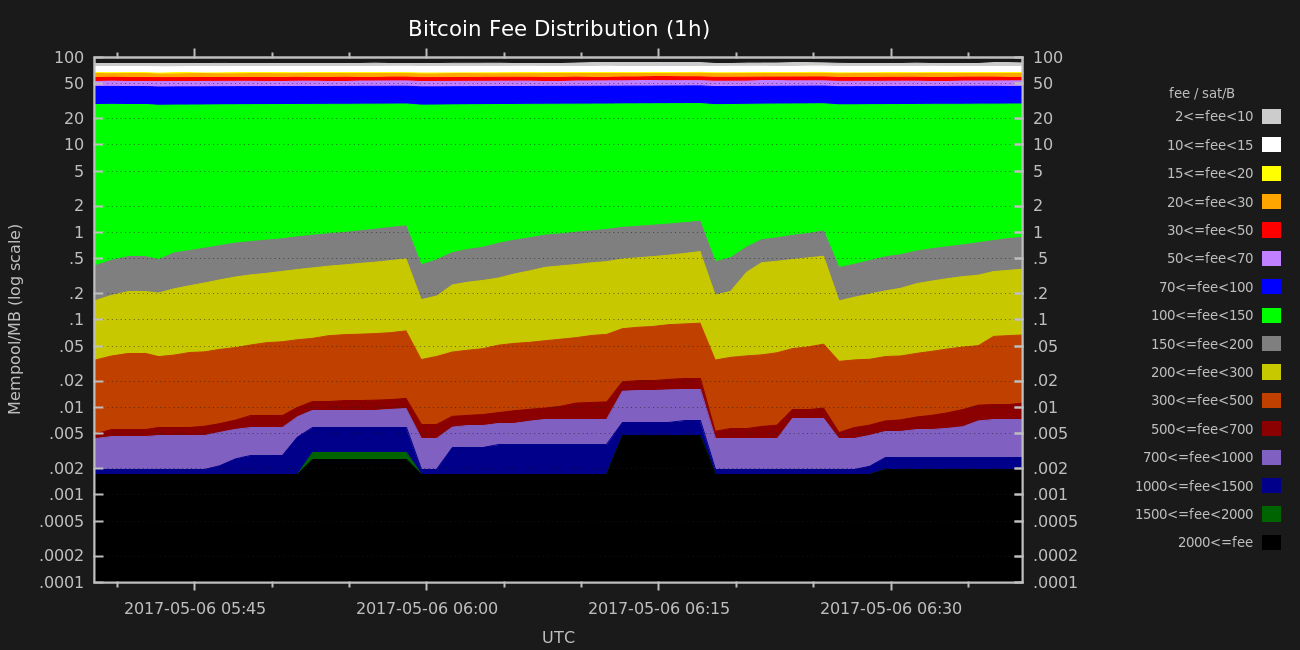 Bitcoin Fee Distribution (1h)
Mempool/MB (log scale)
100
50
20
10
5
2
1
.5
.2
.1
.05
.02
.01
.005
.002
.001
.0005
.0002
.0001
100
50
20
10
5
2
1
.5
.2
.1
.05
.02
.01
.005
.002
.001
.0005
.0002
.0001
2017-05-06 05:45
2017-05-06 06:00
2017-05-06 06:15
2017-05-06 06:30
UTC
fee / sat/B
2<=fee<10
10<=fee<15
15<=fee<20
20<=fee<30
30<=fee<50
50<=fee<70
70<=fee<100
100<=fee<150
150<=fee<200
200<=fee<300
300<=fee<500
500<=fee<700
700<=fee<1000
1000<=fee<1500
1500<=fee<2000
2000<=fee